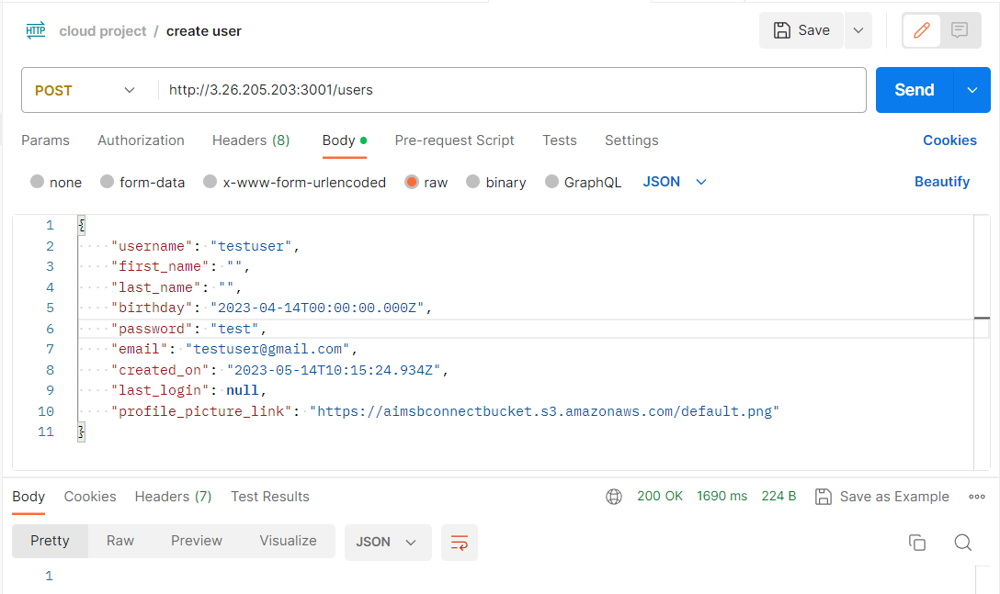 HTTP cloud project / create user Save
POST http://3.26.205.203:3001/users Send
Params Authorization Headers (8) Body Pre-request Script Tests Settings Cookies
none form-data x-www-form-urlencoded raw binary GraphQL JSON Beautify
1 {
2 "username": "testuser",
3 "first_name": "",
4 "last_name": "",
5 "birthday": "2023-04-14T00:00:00.000Z",
6 "password": "test",
7 "email": "testuser@gmail.com",
8 "created_on": "2023-05-14T10:15:24.934Z",
9 "last_login": null,
10 "profile_picture_link": "https://aimsbconnectbucket.s3.amazonaws.com/default.png"
11 }
Body Cookies Headers (7) Test Results 200 OK 1690 ms 224 B Save as Example
Pretty Raw Preview Visualize JSON
1